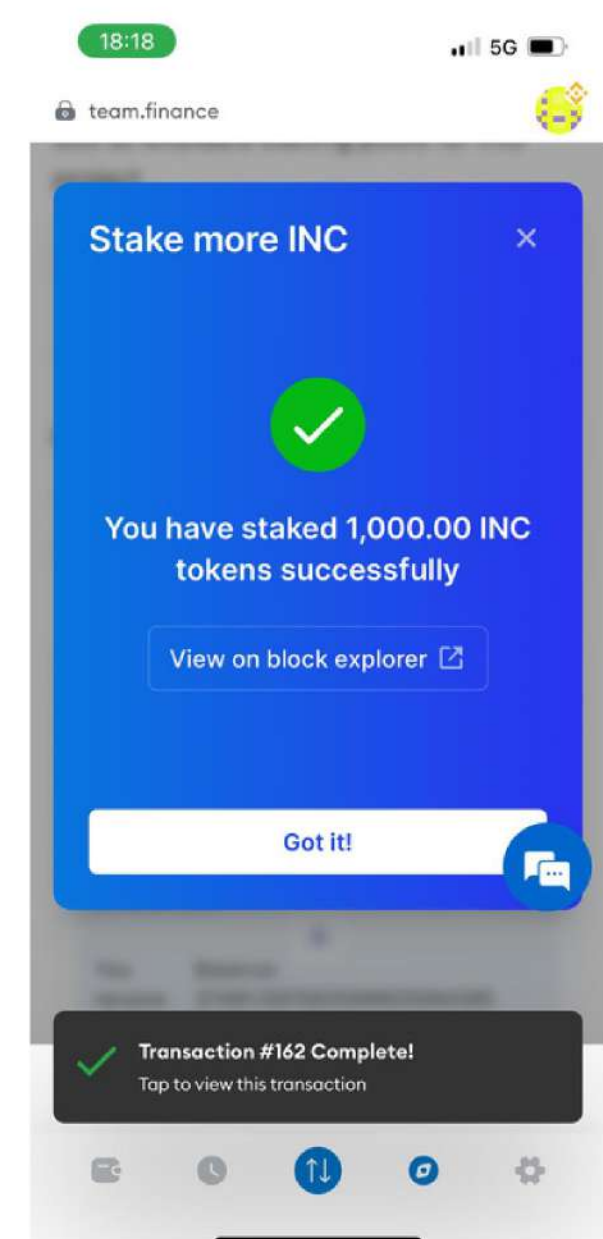 18:18
5G
team.finance
Stake more INC
You have staked 1,000.00 INC
tokens successfully
View on block explorer
Got it!
Transaction #162 Complete!
Tap to view this transaction